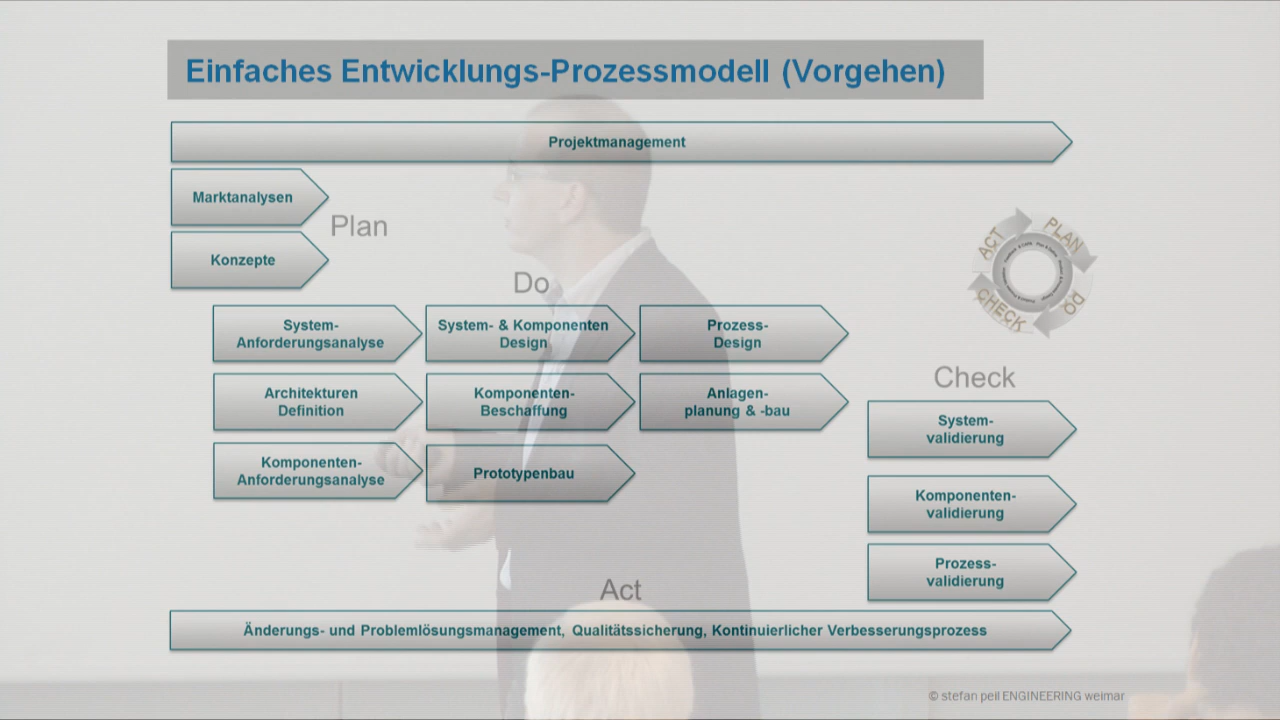 Einfaches Entwicklungs-Prozessmodell (Vorgehen)
Projektmanagement
Marktanalysen
Plan
Konzepte
Do
System-
Anforderungsanalyse
System- & Komponenten
Design
Prozess-
Design
Architekturen
Definition
Komponenten-
Beschaffung
Anlagen-
planung & -bau
Komponenten-
Anforderungsanalyse
Prototypenbau
ACT
PLAN
DO
CHECK
Check
System-
validierung
Komponenten-
validierung
Prozess-
validierung
Act
Änderungs- und Problemlösungsmanagement, Qualitätssicherung, Kontinuierlicher Verbesserungsprozess
© stefan peil ENGINEERING weimar